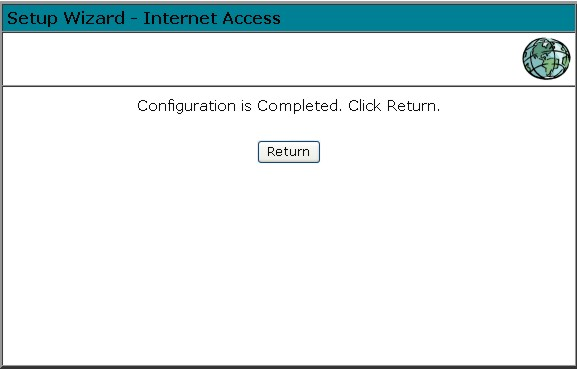 Setup Wizard - Internet Access
Configuration is Completed. Click Return.
Return